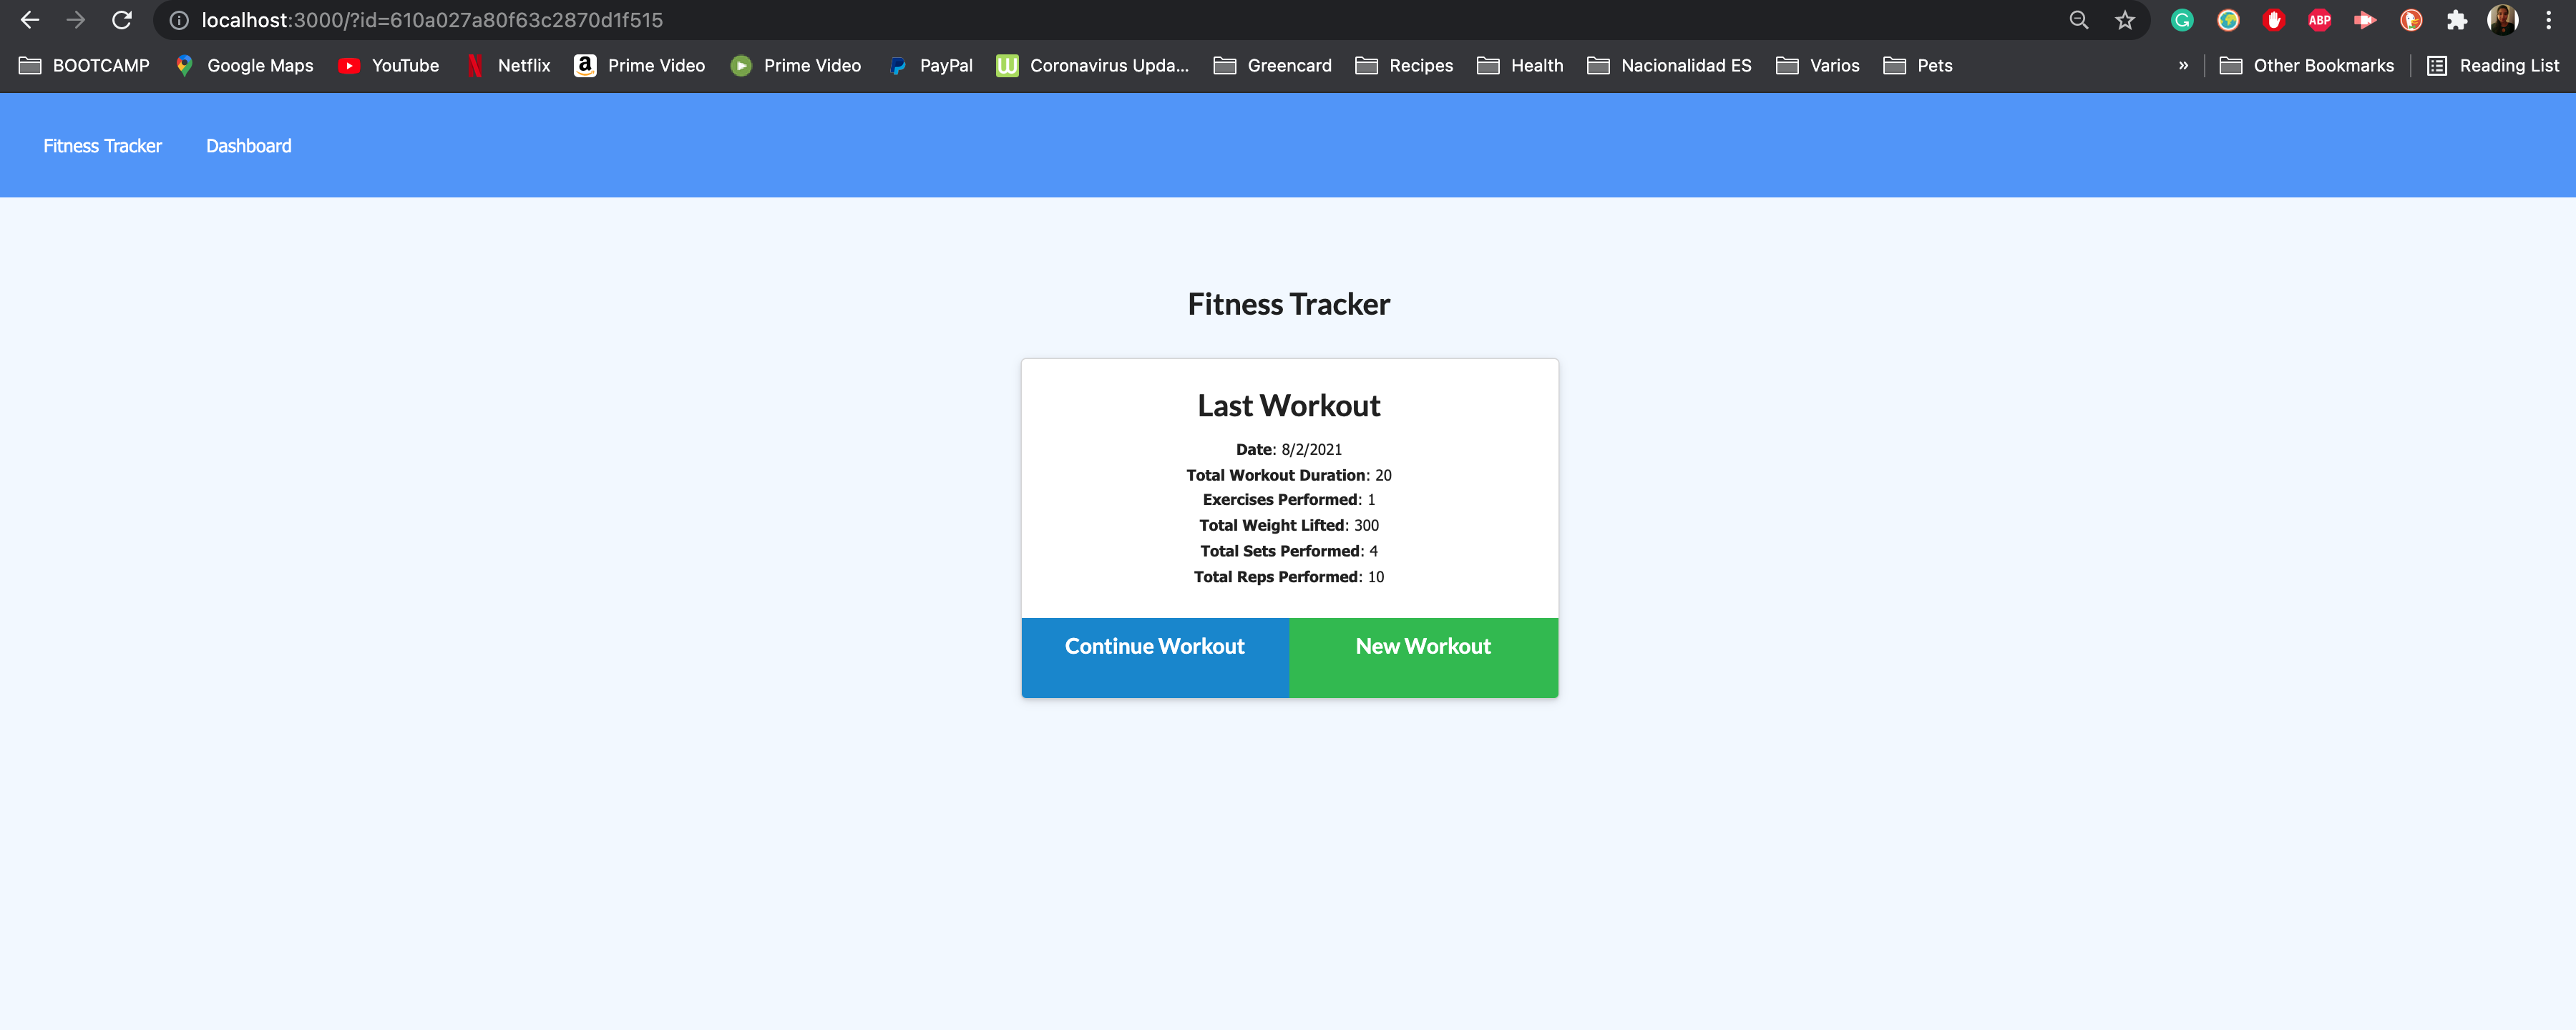 localhost:3000/?id=610a027a80f63c2870d1f515
ABP
BOOTCAMP Google Maps YouTube Netflix Prime Video Prime Video PayPal Coronavirus Upda... Greencard Recipes Health Nacionalidad ES Varios Pets » Other Bookmarks Reading List
Fitness Tracker Dashboard
Fitness Tracker
Last Workout
Date: 8/2/2021
Total Workout Duration: 20
Exercises Performed: 1
Total Weight Lifted: 300
Total Sets Performed: 4
Total Reps Performed: 10
Continue Workout New Workout